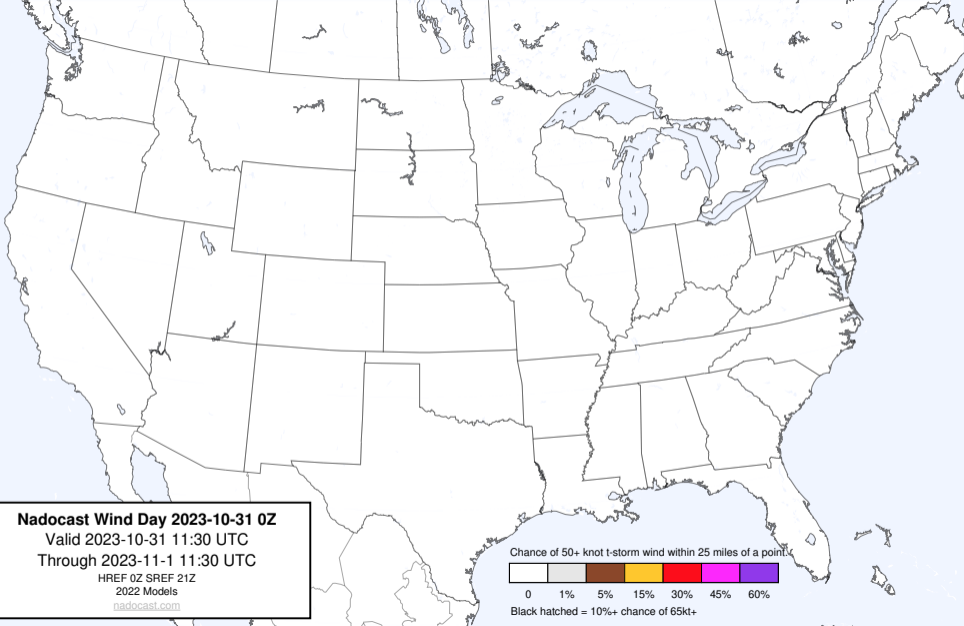 Nadocast Wind Day 2023-10-31 0Z
Valid 2023-10-31 11:30 UTC
Through 2023-11-1 11:30 UTC
HREF 0Z SREF 21Z
2022 Models
nadocast.com
Chance of 50+ knot t-storm wind within 25 miles of a point.
0 1% 5% 15% 30% 45% 60%
Black hatched = 10%+ chance of 65kt+